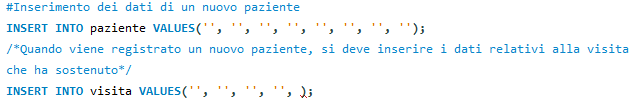 #Inserimento dei dati di un nuovo paziente
INSERT INTO paziente VALUES('', '', '', '', '', '', '', '');
/*Quando viene registrato un nuovo paziente, si deve inserire i dati relativi alla visita
che ha sostenuto*/
INSERT INTO visita VALUES('', '', '', '', );